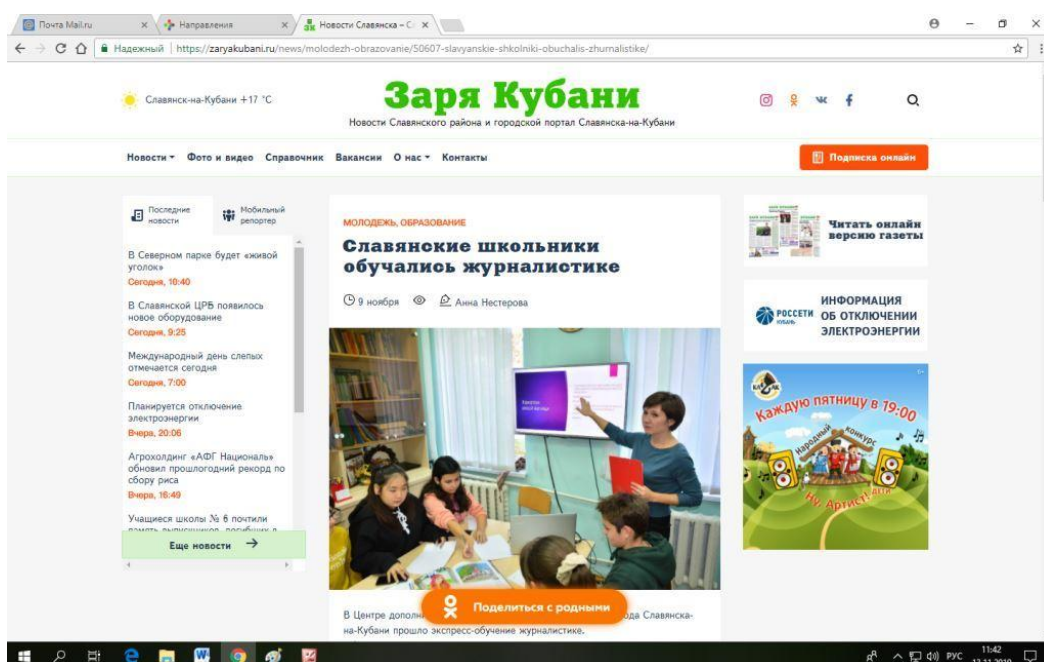 Почта Mail.ru
Направления
Новости Славянска – С
Надежный
https://zaryakubani.ru/news/molodezh-obrazovanie/50607-slavyanskie-shkolniki-obuchalis-zhurnalistike/
Славянск-на-Кубани +17 °C
Заря Кубани
Новости Славянского района и городской портал Славянска-на-Кубани
Новости Фото и видео Справочник Вакансии О нас Контакты
Подписка онлайн
Последние новости
Мобильный репортер
В Северном парке будет «живой
уголок»
Сегодня, 10:40
В Славянской ЦРБ появилось
новое оборудование
Сегодня, 9:25
Международный день слепых
отмечается сегодня
Сегодня, 7:00
Планируется отключение
электроэнергии
Вчера, 20:06
Агрохолдинг «АФГ Националь»
обновил прошлогодний рекорд по
сбору риса
Вчера, 16:49
Учащиеся школы № 6 почтили
Еще новости →
МОЛОДЕЖЬ, ОБРАЗОВАНИЕ
Славянские школьники
обучались журналистике
9 ноября Анна Нестерова
В Центре
Поделиться с родными
Славянска-
на-Кубани прошло экспресс-обучение журналистике.
Читать онлайн
версию газеты
РОССЕТИ
КУБАНЬ
ИНФОРМАЦИЯ
ОБ ОТКЛЮЧЕНИИ
ЭЛЕКТРОЭНЕРГИИ
КАЖДУЮ ПЯТНИЦУ В 19:00
НАРОДНЫЙ КОНКУРС
Ну, Артист!
РУС
11:42